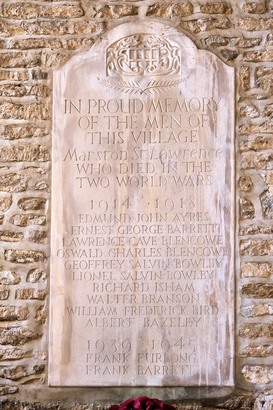 IN PROUD MEMORY
OF THE MEN OF
THIS VILLAGE
Marston St. Lawrence
WHO DIED IN THE
TWO WORLD WARS
1914 - 1918
EDMUND JOHN AYRES
ERNEST GEORGE BARRETT
LAWRENCE CAVE BLENCOWE
OSWALD CHARLES BLENCOWE
GEOFFREY SALVIN BOWLBY
LIONEL SALVIN BOWLBY
RICHARD ISHAM
WALTER BRANSON
WILLIAM FREDERICK BIRD
ALBERT BAZELEY
1939 - 1945
FRANK FURLONG
FRANK BARRETT